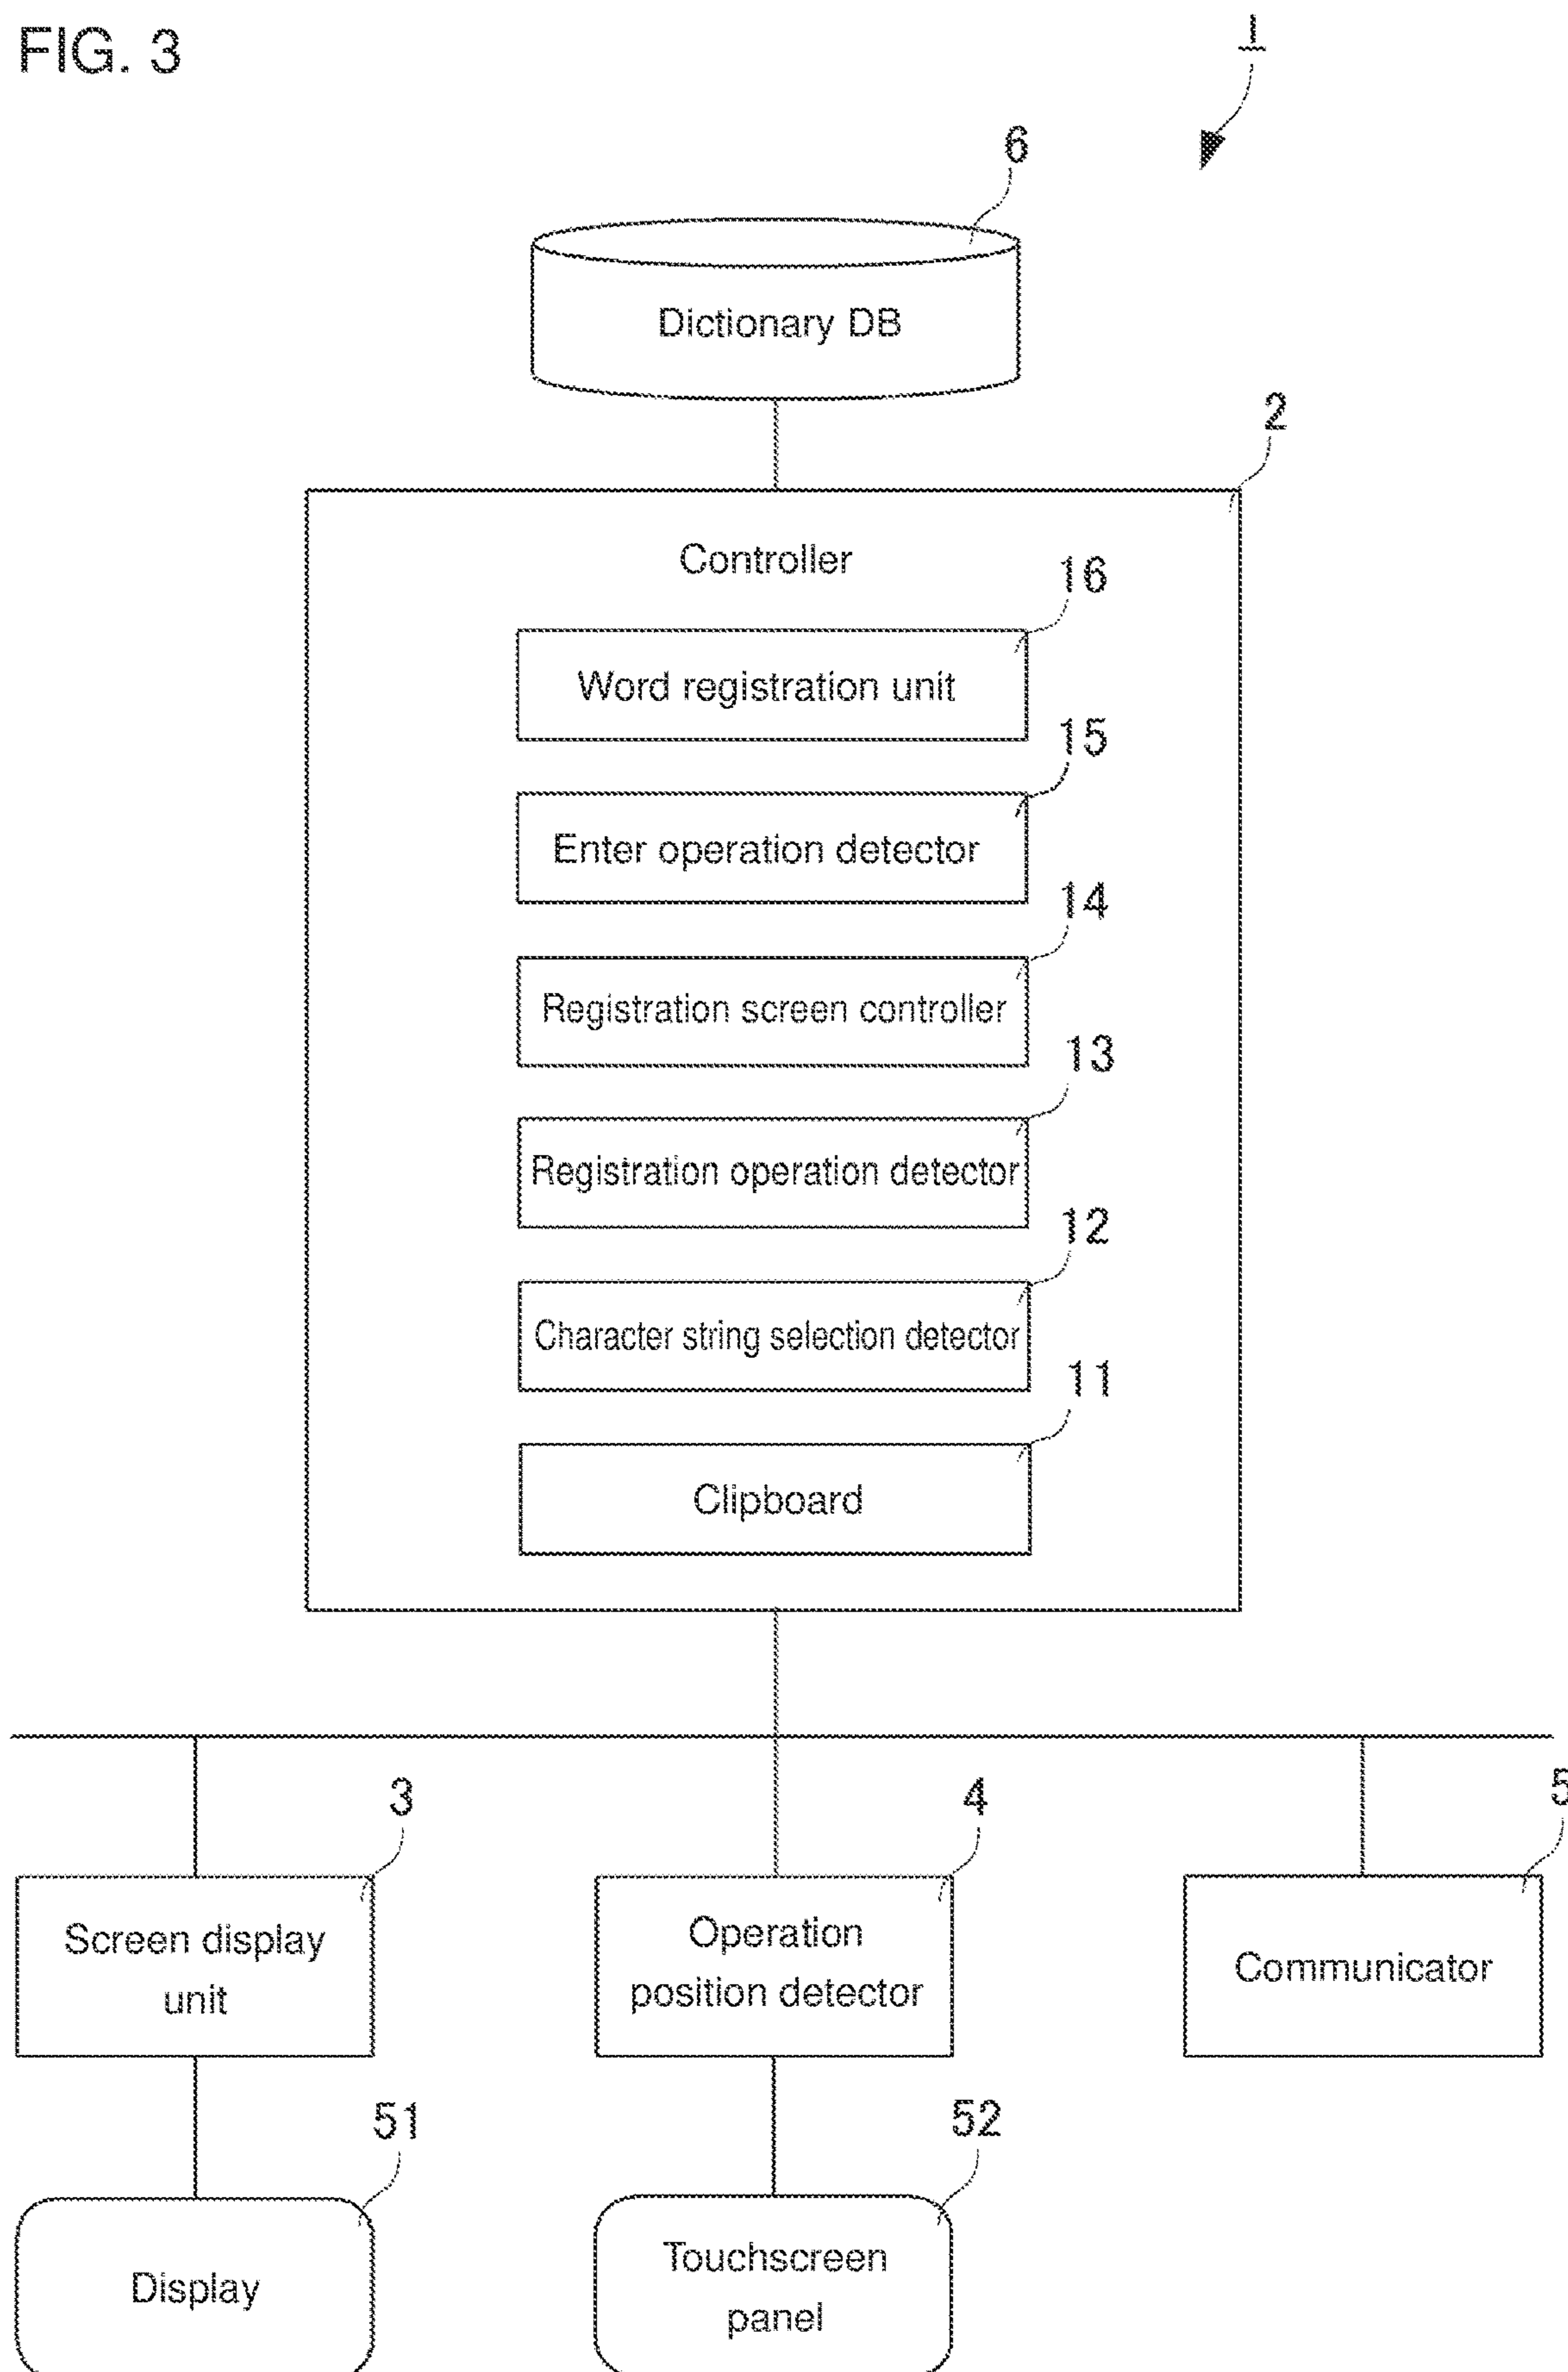 FIG. 3
1
6
Dictionary DB
2
Controller
16
Word registration unit
15
Enter operation detector
14
Registration screen controller
13
Registration operation detector
12
Character string selection detector
11
Clipboard
3
4
5
Screen display
unit
Operation
position detector
Communicator
51
52
Display
Touchscreen
panel